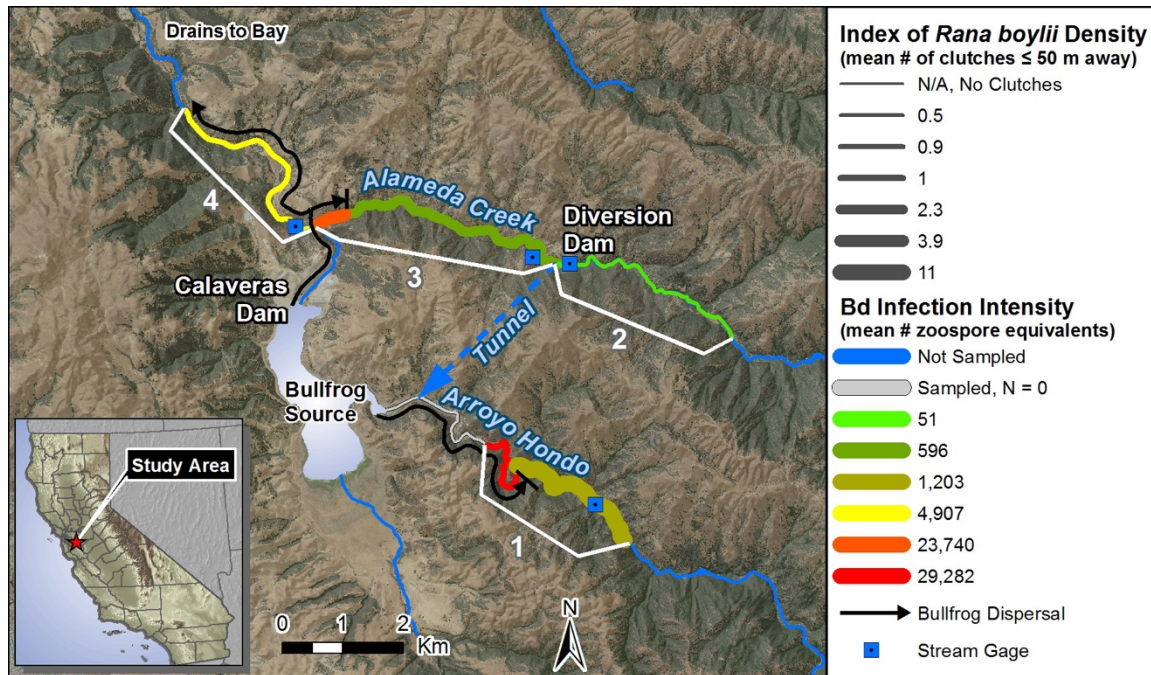 Drains to Bay
4
Alameda Creek
Diversion
Dam
3
Calaveras
Dam
2
Tunnel
Bullfrog
Source
Arroyo Hondo
1
Study Area
0 1 2
Km
N
Index of Rana boylii Density
(mean # of clutches ≤ 50 m away)
N/A, No Clutches
0.5
0.9
1
2.3
3.9
11
Bd Infection Intensity
(mean # zoospore equivalents)
Not Sampled
Sampled, N = 0
51
596
1,203
4,907
23,740
29,282
Bullfrog Dispersal
Stream Gage